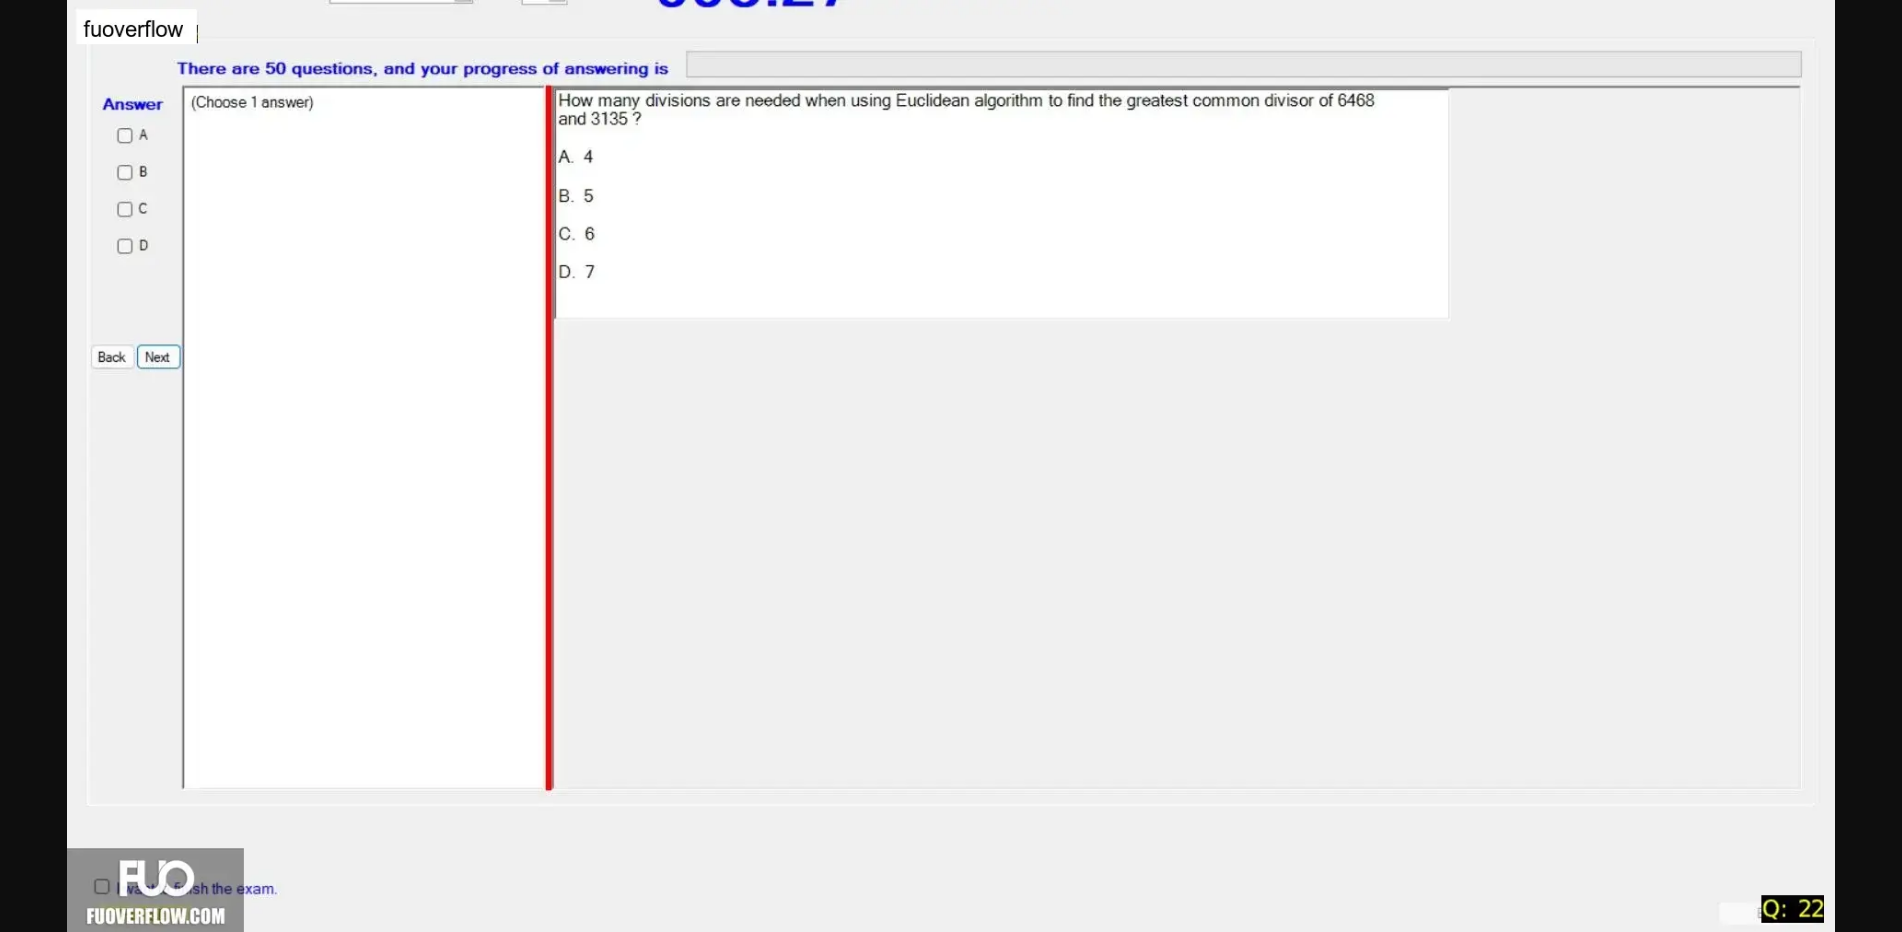 fuoverflow
There are 50 questions, and your progress of answering is
Answer
(Choose 1 answer)
A
B
C
D
Back Next
How many divisions are needed when using Euclidean algorithm to find the greatest common divisor of 6468
and 3135 ?
A. 4
B. 5
C. 6
D. 7
FUO
the exam.
FUOVERFLOW.COM
Q: 22